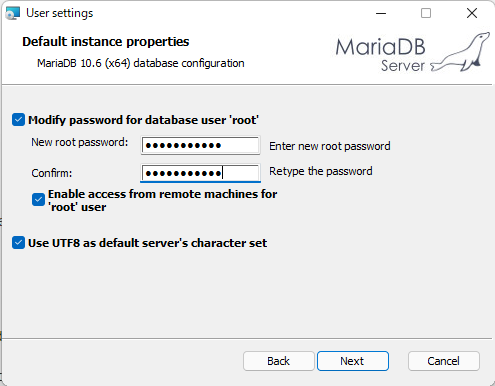 User settings
Default instance properties
MariaDB 10.6 (x64) database configuration
MariaDB
Server
Modify password for database user 'root'
New root password: ●●●●●●●●●●● Enter new root password
Confirm: ●●●●●●●●●●● Retype the password
Enable access from remote machines for
'root' user
Use UTF8 as default server's character set
Back Next Cancel